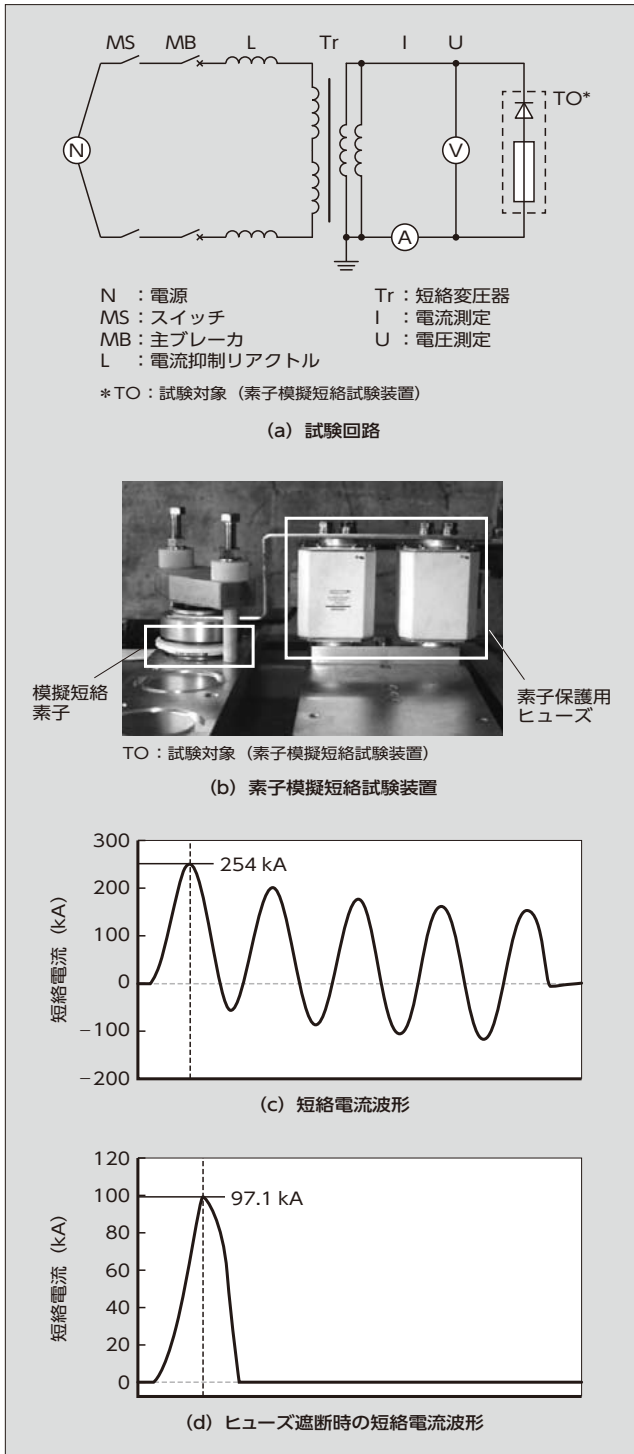 MS MB L Tr I U
TO*
N
V
A
N ：電源
MS：スイッチ
MB：主ブレーカ
L ：電流抑制リアクトル
Tr：短絡変圧器
I ：電流測定
U ：電圧測定
*TO：試験対象（素子模擬短絡試験装置）
(a) 試験回路
模擬短絡
素子
素子保護用
ヒューズ
TO：試験対象（素子模擬短絡試験装置）
(b) 素子模擬短絡試験装置
短絡電流（kA）
300
200
100
0
−100
−200
254 kA
(c) 短絡電流波形
短絡電流（kA）
120
100
80
60
40
20
0
97.1 kA
(d) ヒューズ遮断時の短絡電流波形